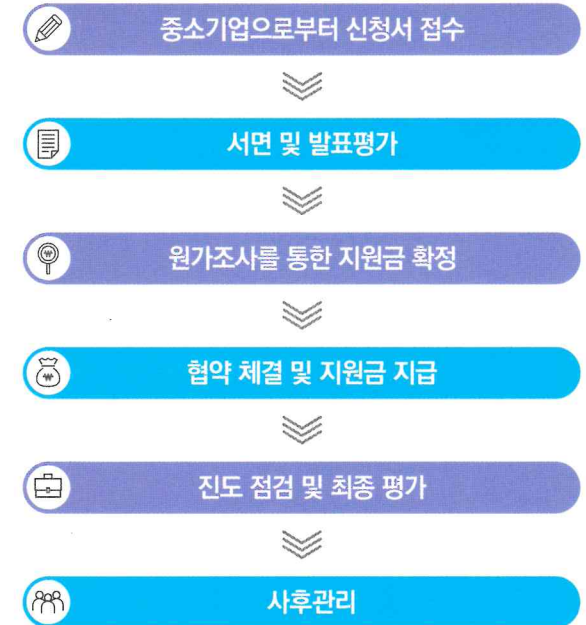 중소기업으로부터 신청서 접수
서면 및 발표평가
원가조사를 통한 지원금 확정
협약 체결 및 지원금 지급
진도 점검 및 최종 평가
사후관리